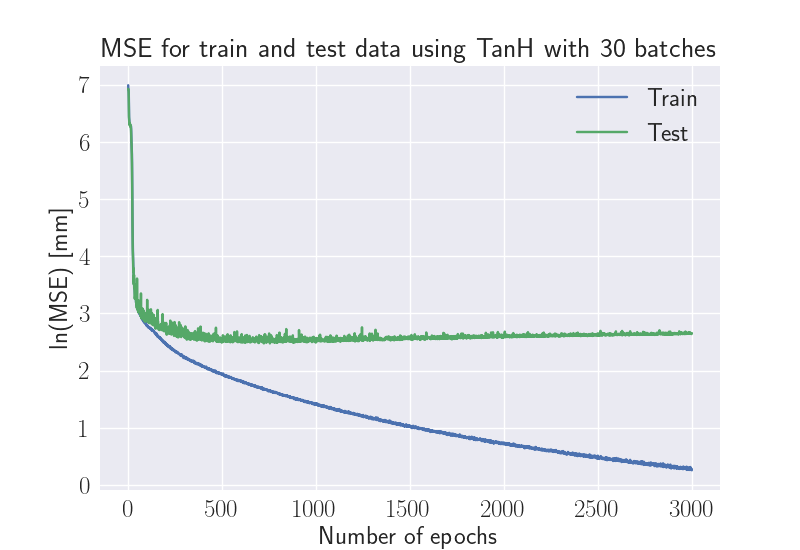 MSE for train and test data using TanH with 30 batches
7
6
5
4
3
2
1
0
ln(MSE) [mm]
Train
Test
0 500 1000 1500 2000 2500 3000
Number of epochs